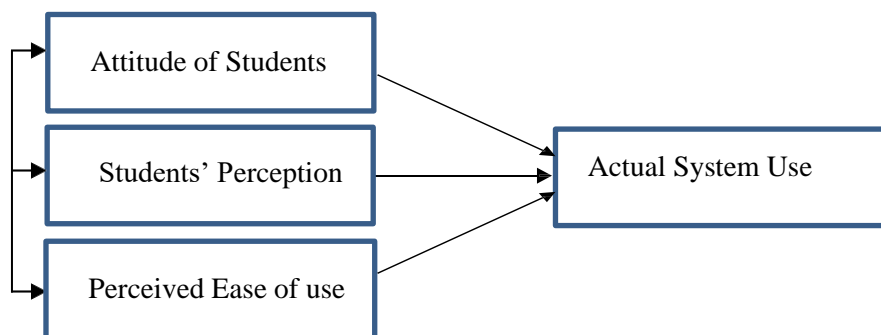 Attitude of Students
Students’ Perception
Perceived Ease of use
Actual System Use